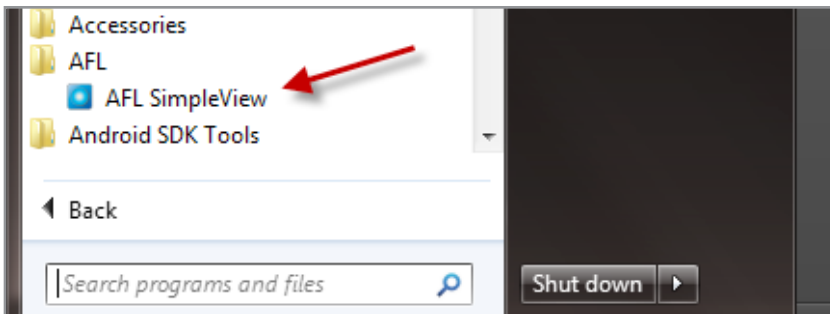 Accessories
AFL
AFL SimpleView
Android SDK Tools
Back
Search programs and files
Shut down